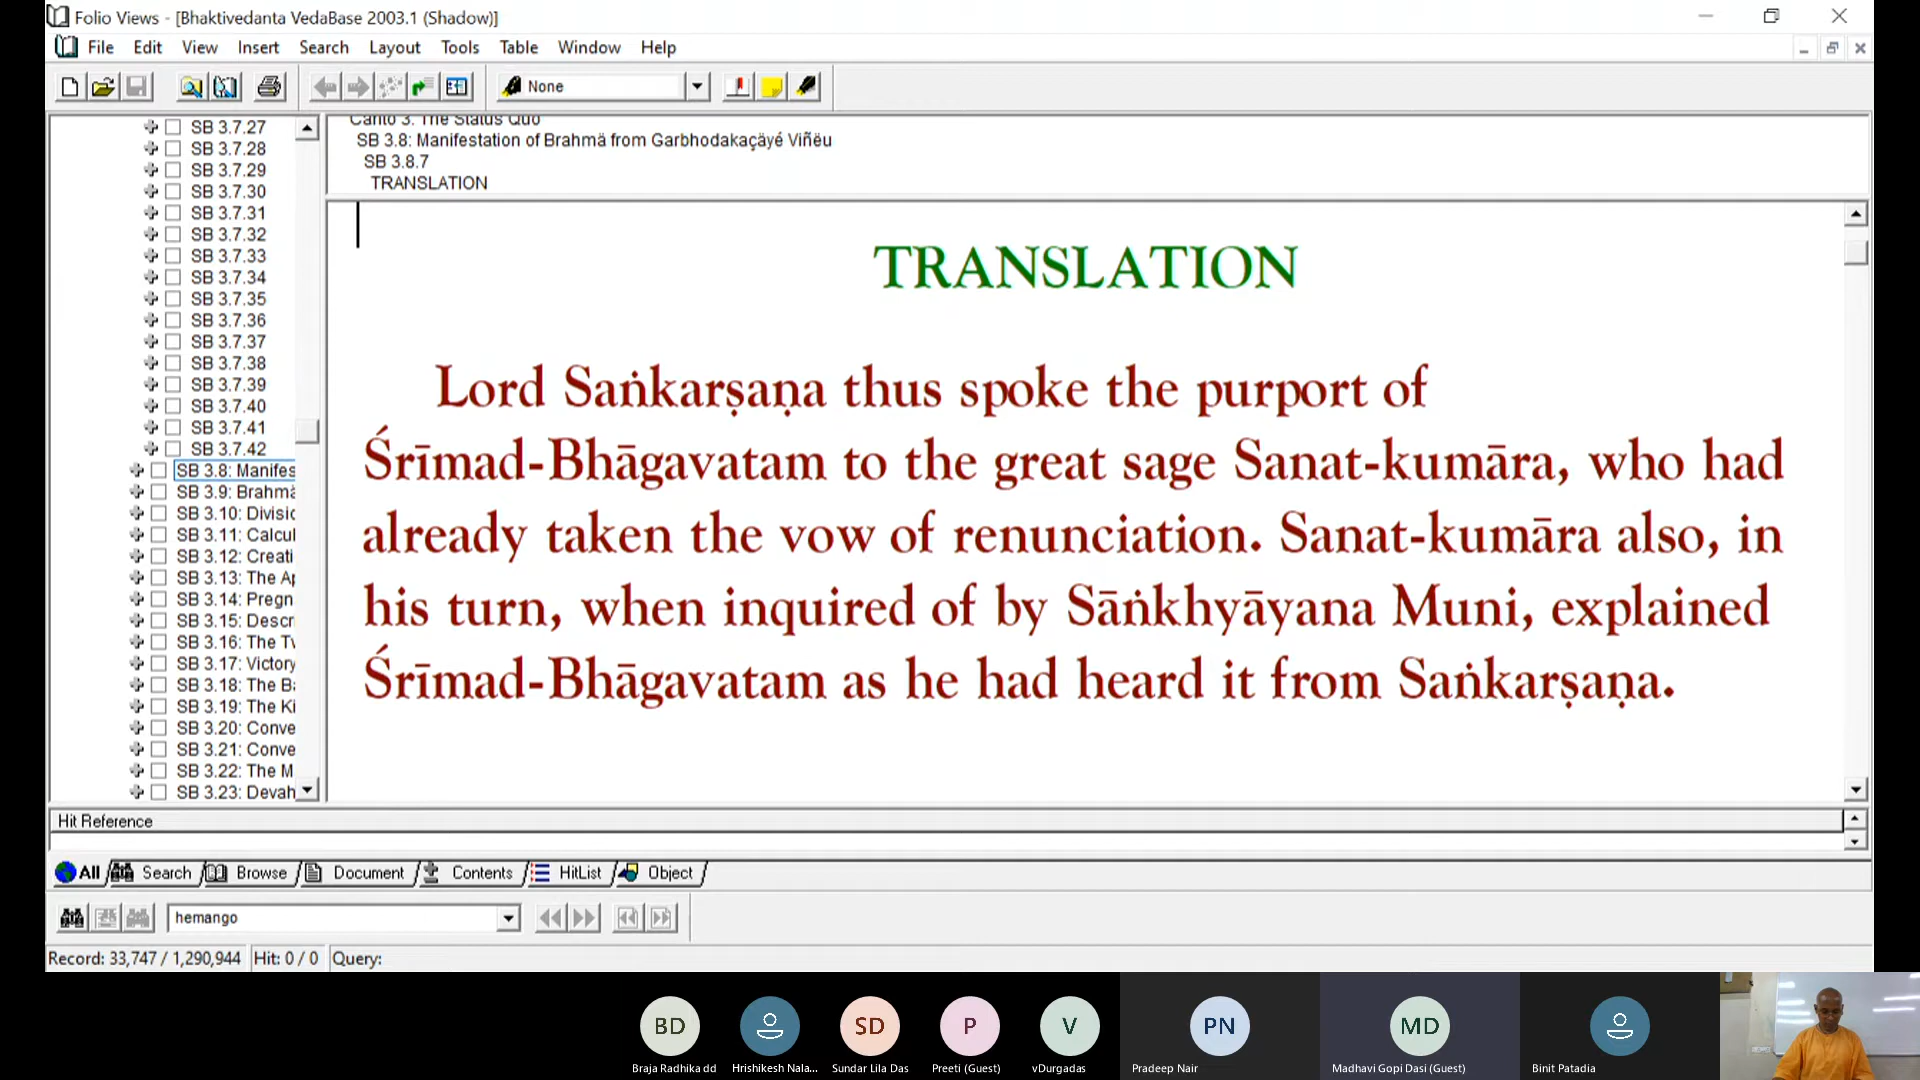 Folio Views - [Bhaktivedanta VedaBase 2003.1 (Shadow)]
File Edit View Insert Search Layout Tools Table Window Help
None
SB 3.7.27
SB 3.7.28
SB 3.7.29
SB 3.7.30
SB 3.7.31
SB 3.7.32
SB 3.7.33
SB 3.7.34
SB 3.7.35
SB 3.7.36
SB 3.7.37
SB 3.7.38
SB 3.7.39
SB 3.7.40
SB 3.7.41
SB 3.7.42
SB 3.8: Manifes
SB 3.9: Brahmä
SB 3.10: Divisic
SB 3.11: Calcul
SB 3.12: Creati
SB 3.13: The Ap
SB 3.14: Pregn
SB 3.15: Descr
SB 3.16: The Tw
SB 3.17: Victory
SB 3.18: The Ba
SB 3.19: The Ki
SB 3.20: Conve
SB 3.21: Conve
SB 3.22: The M
SB 3.23: Devah
Canto 3: The Status Quo
SB 3.8: Manifestation of Brahmä from Garbhodakaçäyé Viñëu
SB 3.8.7
TRANSLATION
TRANSLATION
Lord Saṅkarṣaṇa thus spoke the purport of
Śrīmad-Bhāgavatam to the great sage Sanat-kumāra, who had
already taken the vow of renunciation. Sanat-kumāra also, in
his turn, when inquired of by Sāṅkhyāyana Muni, explained
Śrīmad-Bhāgavatam as he had heard it from Saṅkarṣaṇa.
Hit Reference
All Search Browse Document Contents HitList Object
hemango
Record: 33,747 / 1,290,944 Hit: 0 / 0 Query:
BD SD P V PN MD
Braja Radhika dd Hrishikesh Nala... Sundar Lila Das Preeti (Guest) vDurgadas Pradeep Nair Madhavi Gopi Dasi (Guest) Binit Patadia